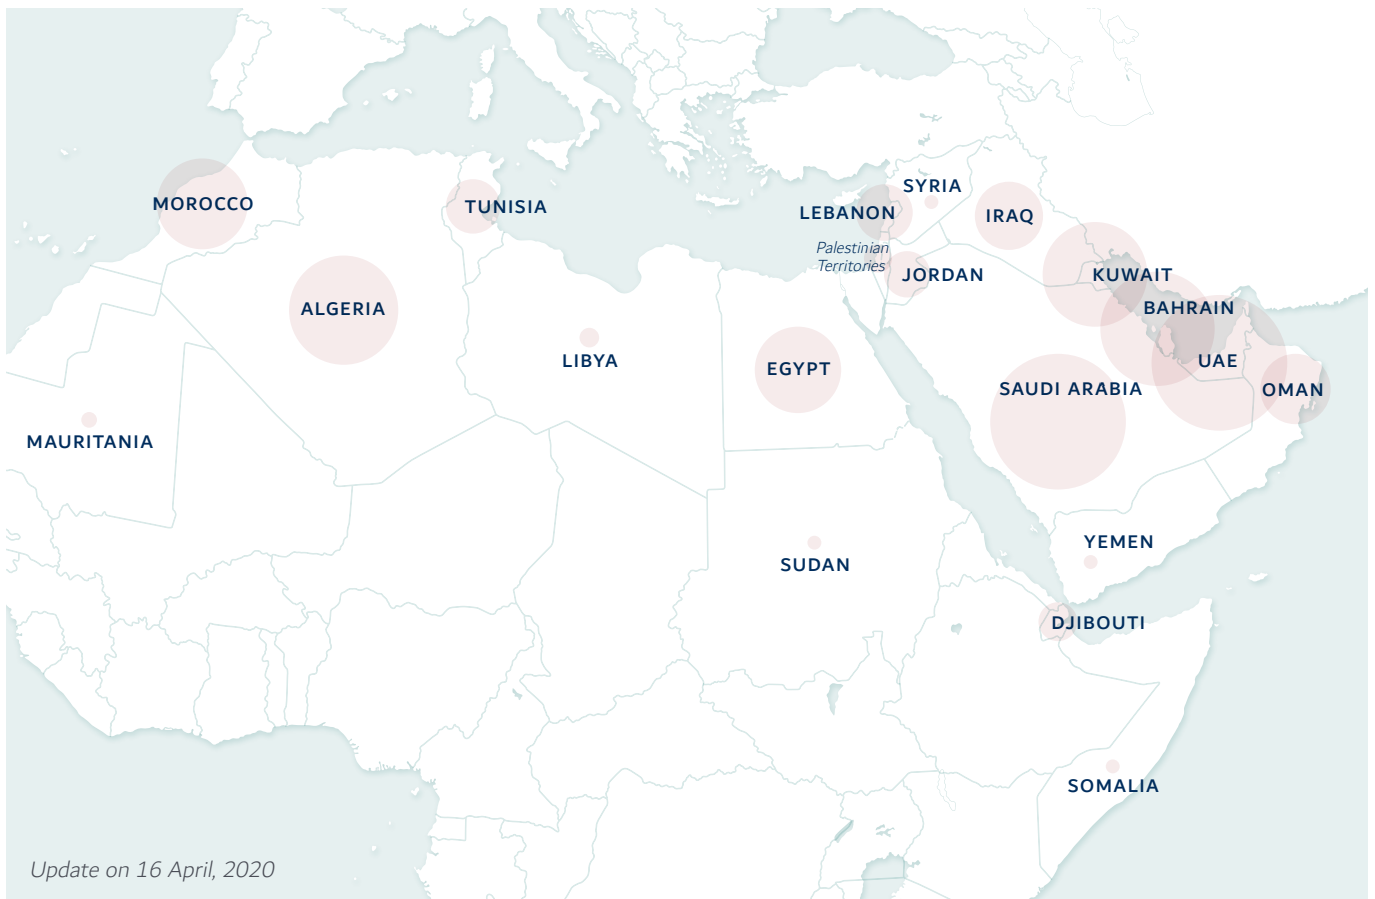 SYRIA
MOROCCO
TUNISIA
LEBANON
IRAQ
Palestinian
Territories
JORDAN
KUWAIT
ALGERIA
BAHRAIN
LIBYA
EGYPT
UAE
SAUDI ARABIA
OMAN
MAURITANIA
YEMEN
SUDAN
DJIBOUTI
SOMALIA
Update on 16 April, 2020